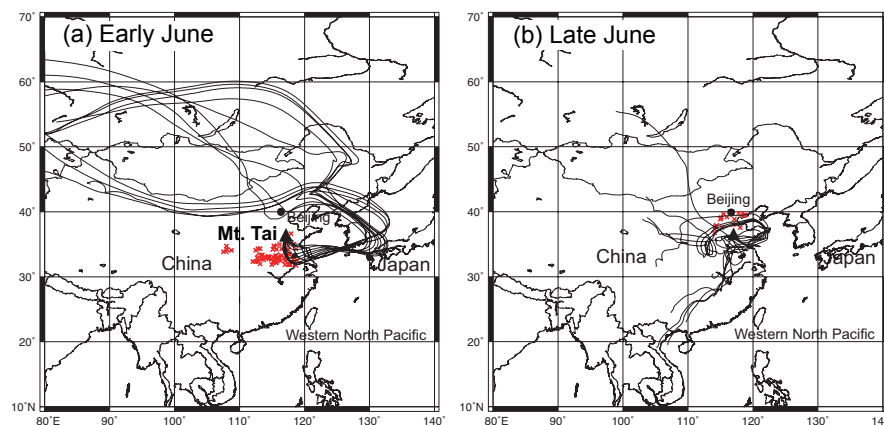 (a) Early June
70°
60°
50°
40°
30°
20°
10°N
80°E
90°
100°
110°
120°
130°
140°
Beijing
Mt. Tai
China
Japan
Western North Pacific
(b) Late June
70°
60°
50°
40°
30°
20°
10°N
80°E
90°
100°
110°
120°
130°
140°
Beijing
China
Japan
Western North Pacific